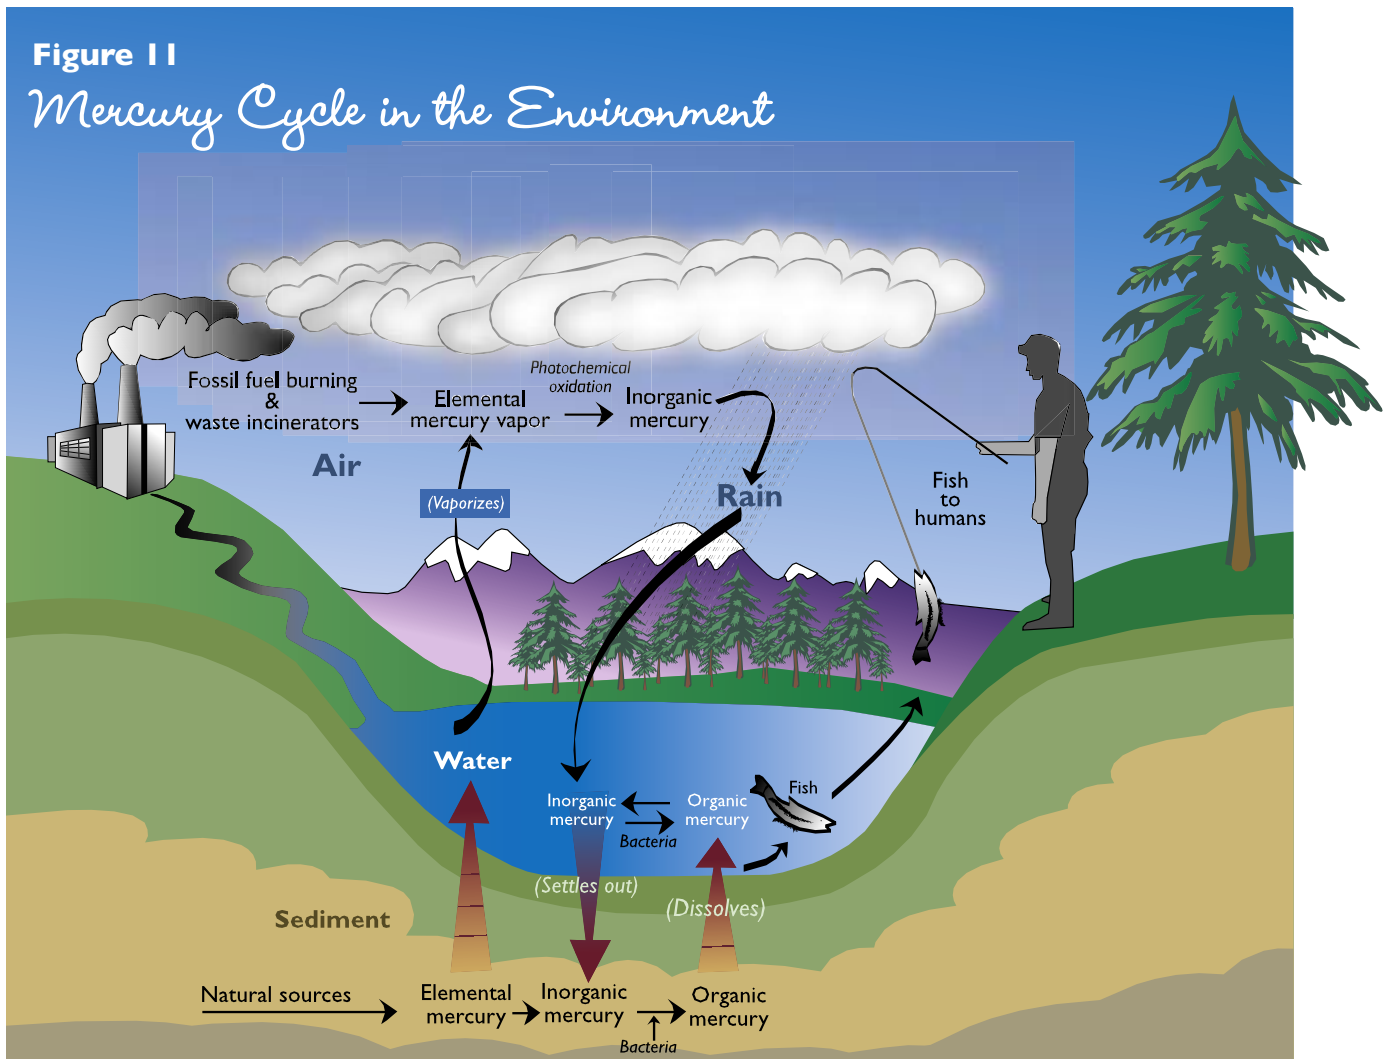 Figure 11
Mercury Cycle in the Environment
Fossil fuel burning
&
waste incinerators
Elemental
mercury vapor
Photochemical
oxidation
Inorganic
mercury
Air
(Vaporizes)
Rain
Fish
to
humans
Water
Inorganic
mercury
Bacteria
Organic
mercury
Fish
(Settles out)
(Dissolves)
Sediment
Natural sources
Elemental
mercury
Inorganic
mercury
Bacteria
Organic
mercury